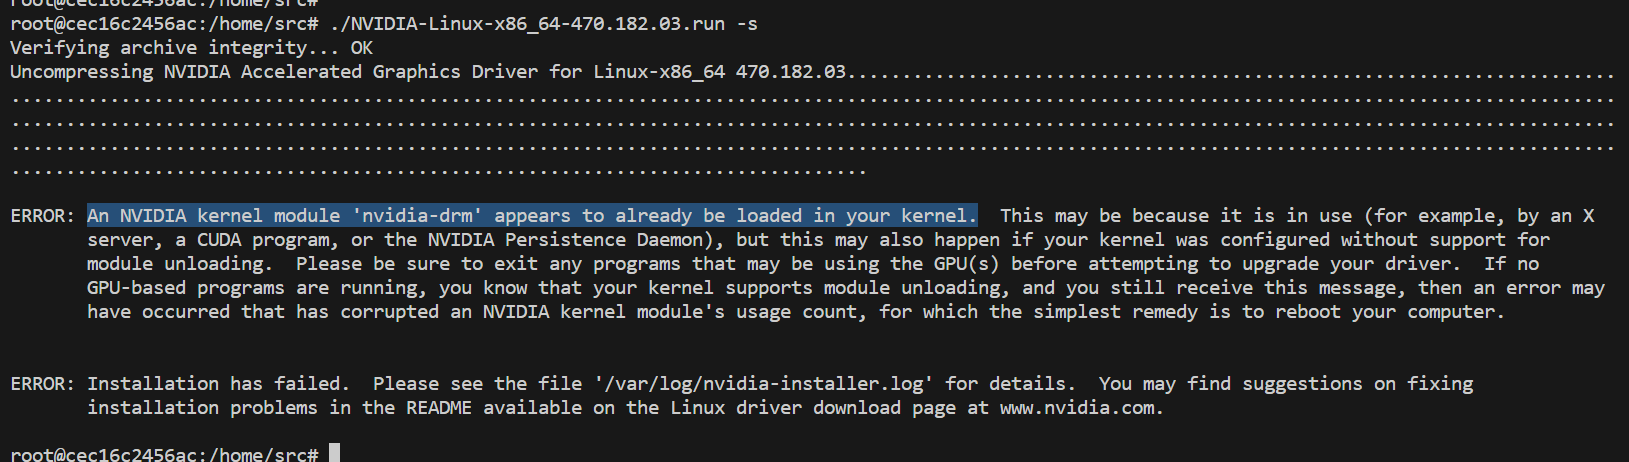 root@cec16c2456ac:/home/src#
root@cec16c2456ac:/home/src# ./NVIDIA-Linux-x86_64-470.182.03.run -s
Verifying archive integrity... OK
Uncompressing NVIDIA Accelerated Graphics Driver for Linux-x86_64 470.182.03......................................................................
..................................................................................................................................................
..................................................................................................................................................
..................................................................................................................................................
..............................................................................
ERROR: An NVIDIA kernel module 'nvidia-drm' appears to already be loaded in your kernel.  This may be because it is in use (for example, by an X
server, a CUDA program, or the NVIDIA Persistence Daemon), but this may also happen if your kernel was configured without support for
module unloading.  Please be sure to exit any programs that may be using the GPU(s) before attempting to upgrade your driver.  If no
GPU-based programs are running, you know that your kernel supports module unloading, and you still receive this message, then an error may
have occurred that has corrupted an NVIDIA kernel module's usage count, for which the simplest remedy is to reboot your computer.
ERROR: Installation has failed.  Please see the file '/var/log/nvidia-installer.log' for details.  You may find suggestions on fixing
installation problems in the README available on the Linux driver download page at www.nvidia.com.
root@cec16c2456ac:/home/src#